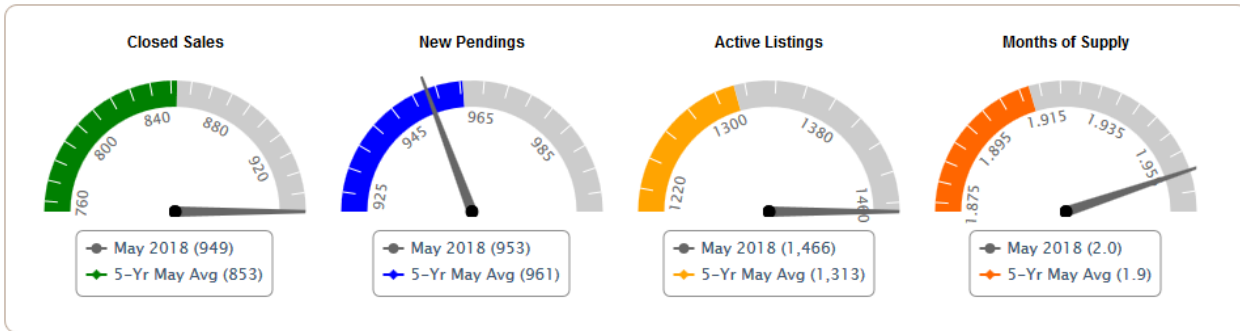 Closed Sales
760
800
840
880
920
May 2018 (949)
5-Yr May Avg (853)
New Pendings
925
945
965
985
May 2018 (953)
5-Yr May Avg (961)
Active Listings
1220
1300
1380
1460
May 2018 (1,466)
5-Yr May Avg (1,313)
Months of Supply
1.875
1.895
1.915
1.935
May 2018 (2.0)
5-Yr May Avg (1.9)